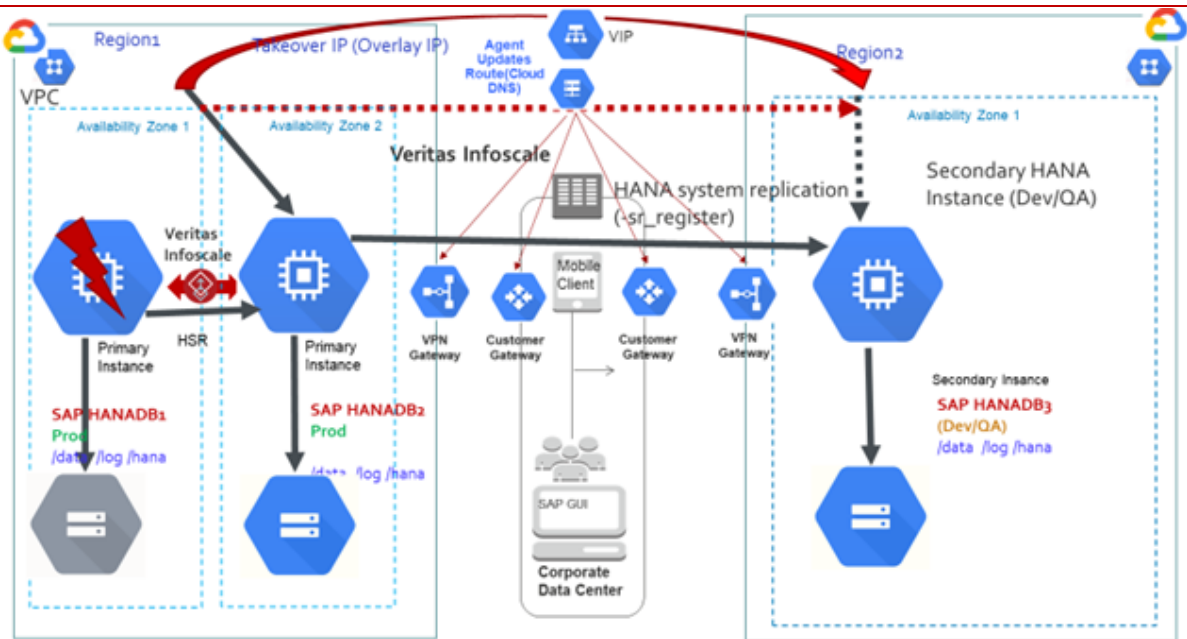 Region1
Takeover IP (Overlay IP)
VIP
Agent
Updates
Route(Cloud
DNS)
Region2
VPC
Availability Zone 1
Availability Zone 2
Availability Zone 1
Veritas Infoscale
Secondary HANA
Instance (Dev/QA)
HANA system replication
(-sr_register)
Veritas
Infoscale
Mobile
Client
HSR
Primary
Instance
Primary
Instance
VPN
Gateway
Customer
Gateway
Customer
Gateway
VPN
Gateway
Secondary Insance
SAP HANADB1
Prod
/data /log /hana
SAP HANADB2
Prod
/data /log /hana
SAP HANADB3
(Dev/QA)
/data /log /hana
SAP GUI
Corporate
Data Center